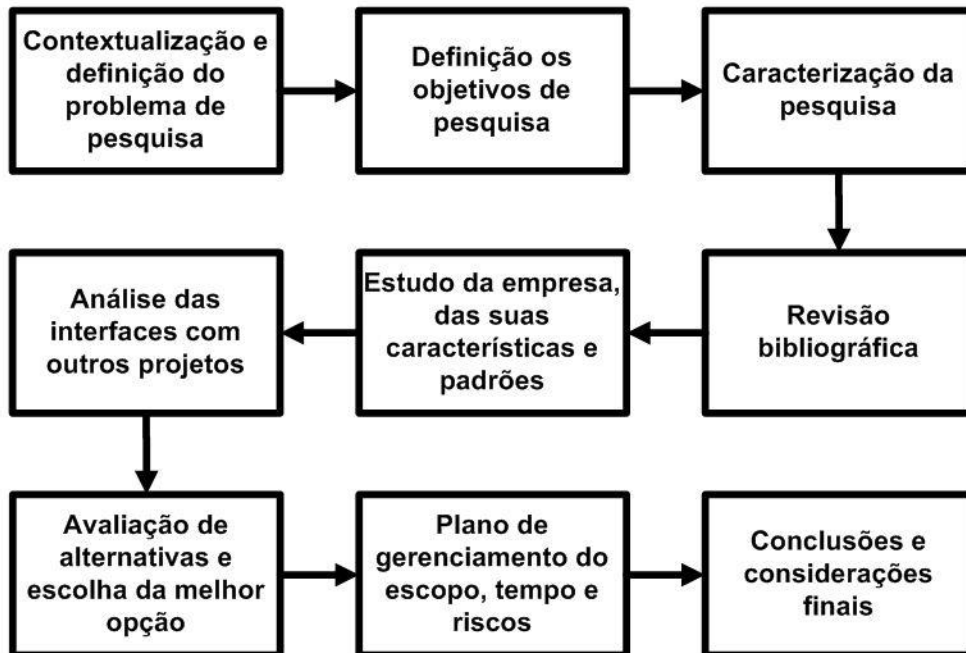 Contextualização e
definição do
problema de
pesquisa
Definição os
objetivos de
pesquisa
Caracterização da
pesquisa
Revisão
bibliográfica
Estudo da empresa,
das suas
características e
padrões
Análise das
interfaces com
outros projetos
Avaliação de
alternativas e
escolha da melhor
opção
Plano de
gerenciamento do
escopo, tempo e
riscos
Conclusões e
considerações
finais